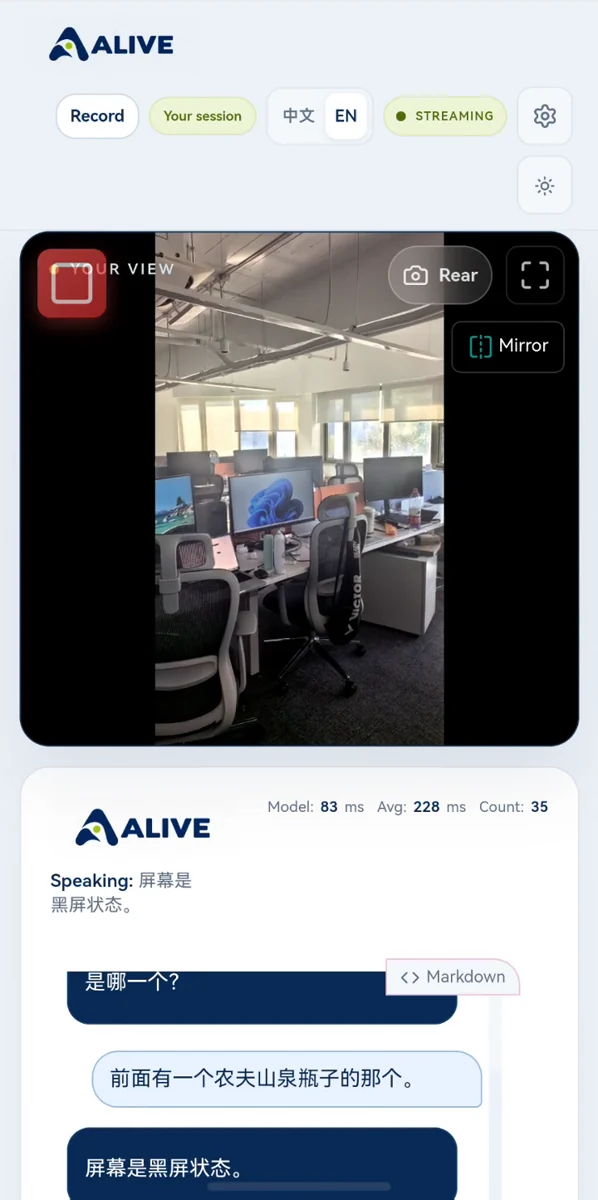 ALIVE
Record
Your session
中文
EN
STREAMING
YOUR VIEW
Rear
Mirror
VICTOR
Model: 83 ms Avg: 228 ms Count: 35
ALIVE
Speaking: 屏幕是
黑屏状态。
是哪一个?
Markdown
前面有一个农夫山泉瓶子的那个。
屏幕是黑屏状态。